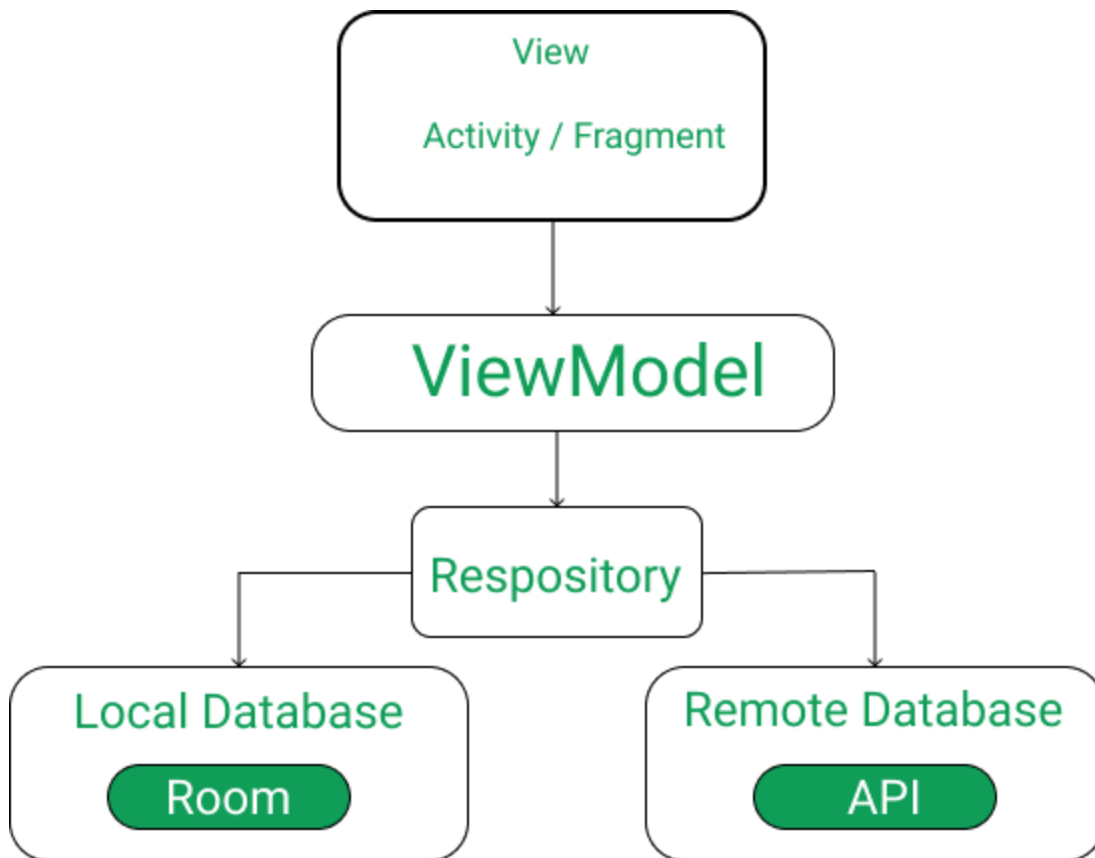 View
Activity / Fragment
ViewModel
Respository
Local Database
Room
Remote Database
API